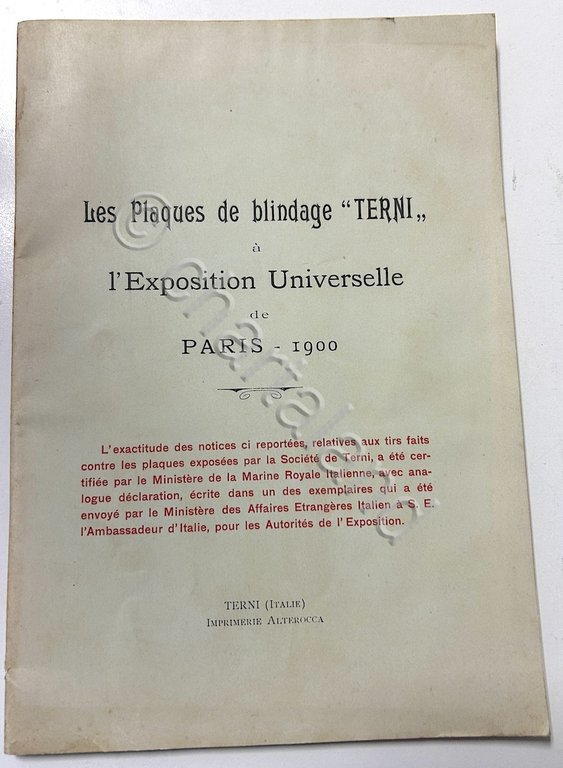 Les Plaques de blindage “TERNI„
à
l'Exposition Universelle
de
PARIS - 1900
L'exactitude des notices ci reportées, relatives aux tirs faits
contre les plaques exposées par la Société de Terni, a été cer-
tifiée par le Ministère de la Marine Royale Italienne, avec ana-
logue déclaration, écrite dans un des exemplaires qui a été
envoyé par le Ministère des Affaires Etrangères Italien à S. E.
l'Ambassadeur d'Italie, pour les Autorités de l'Exposition.
TERNI (ITALIE)
IMPRIMERIE ALTEROCCA